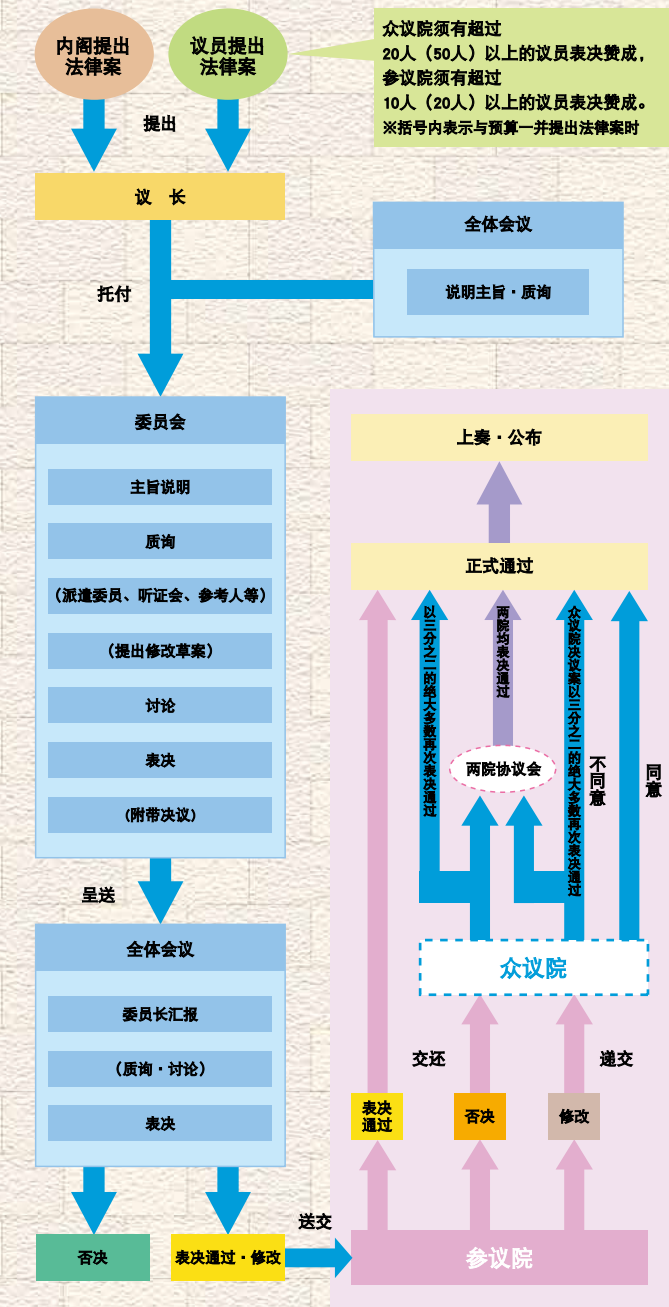 内阁提出
法律案
议员提出
法律案
众议院须有超过
20人（50人）以上的议员表决赞成，
参议院须有超过
10人（20人）以上的议员表决赞成。
※括号内表示与预算一并提出法律案时
提出
议　长
全体会议
说明主旨·质询
托付
委员会
主旨说明
质询
（派遣委员、听证会、参考人等）
（提出修改草案）
讨论
表决
（附带决议）
呈送
全体会议
委员长汇报
（质询·讨论）
表决
否决
表决通过·修改
送交
上奏·公布
正式通过
以三分之二的绝大多数再次表决通过
两院均表决通过
众议院决议案以三分之二的绝大多数再次表决通过
不同意
同意
两院协议会
众议院
交还
递交
表决
通过
否决
修改
参议院